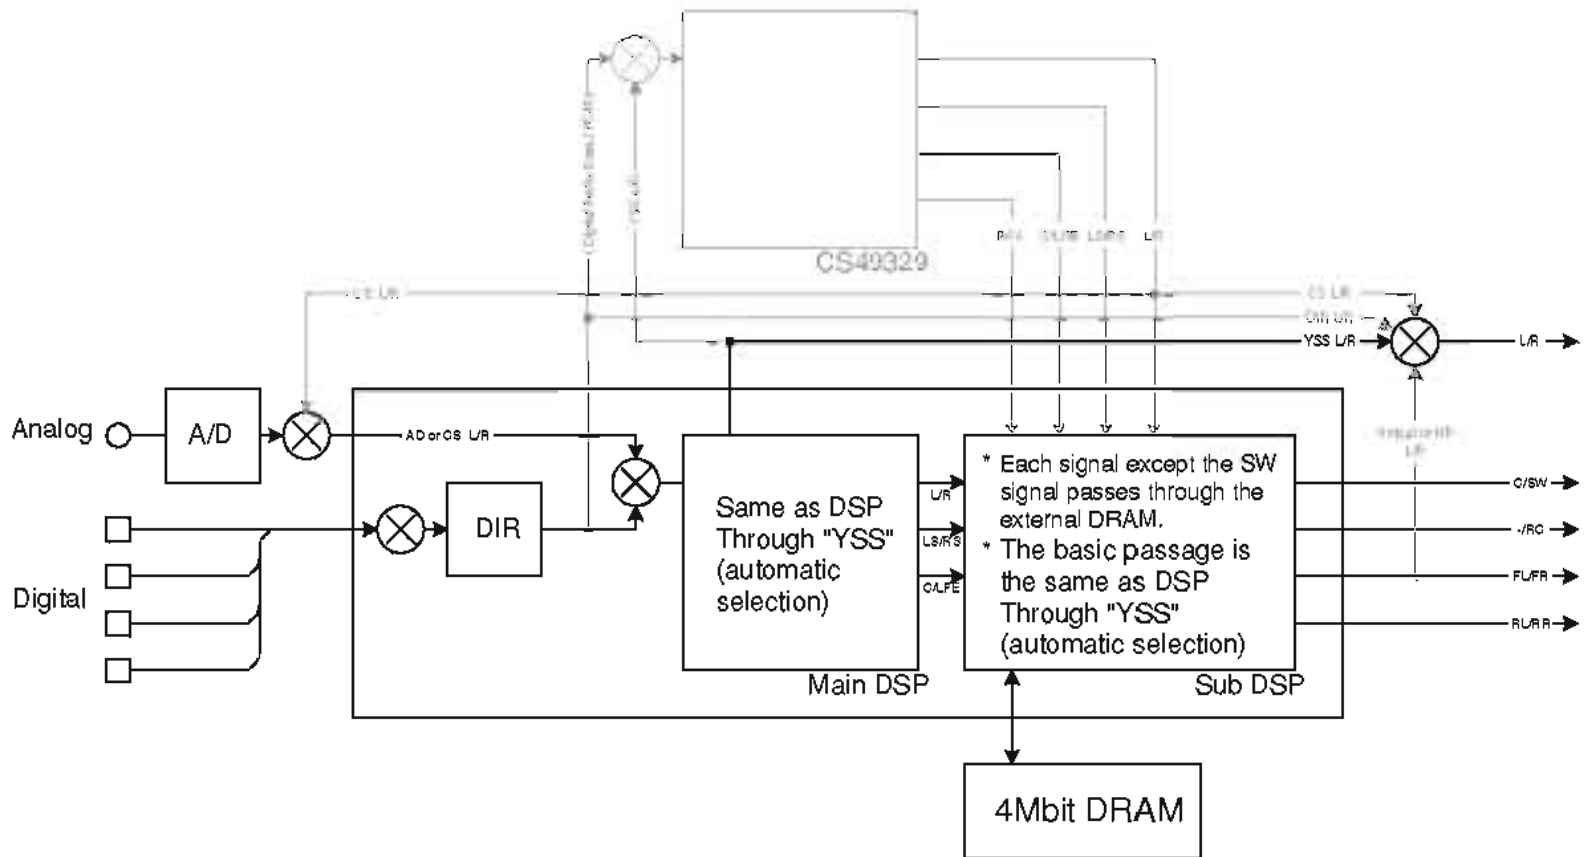 CS49329
CS L/R
YSS L/R
L/R
Analog
A/D
AD or CS L/R
* Each signal except the SW
signal passes through the
external DRAM.
* The basic passage is
the same as DSP
Through "YSS"
(automatic selection)
Same as DSP
Through "YSS"
(automatic
selection)
L/R
LS/RS
C/LFE
C/SW
-/RC
FL/FR
RL/RR
DIR
Digital
Main DSP
Sub DSP
4Mbit DRAM